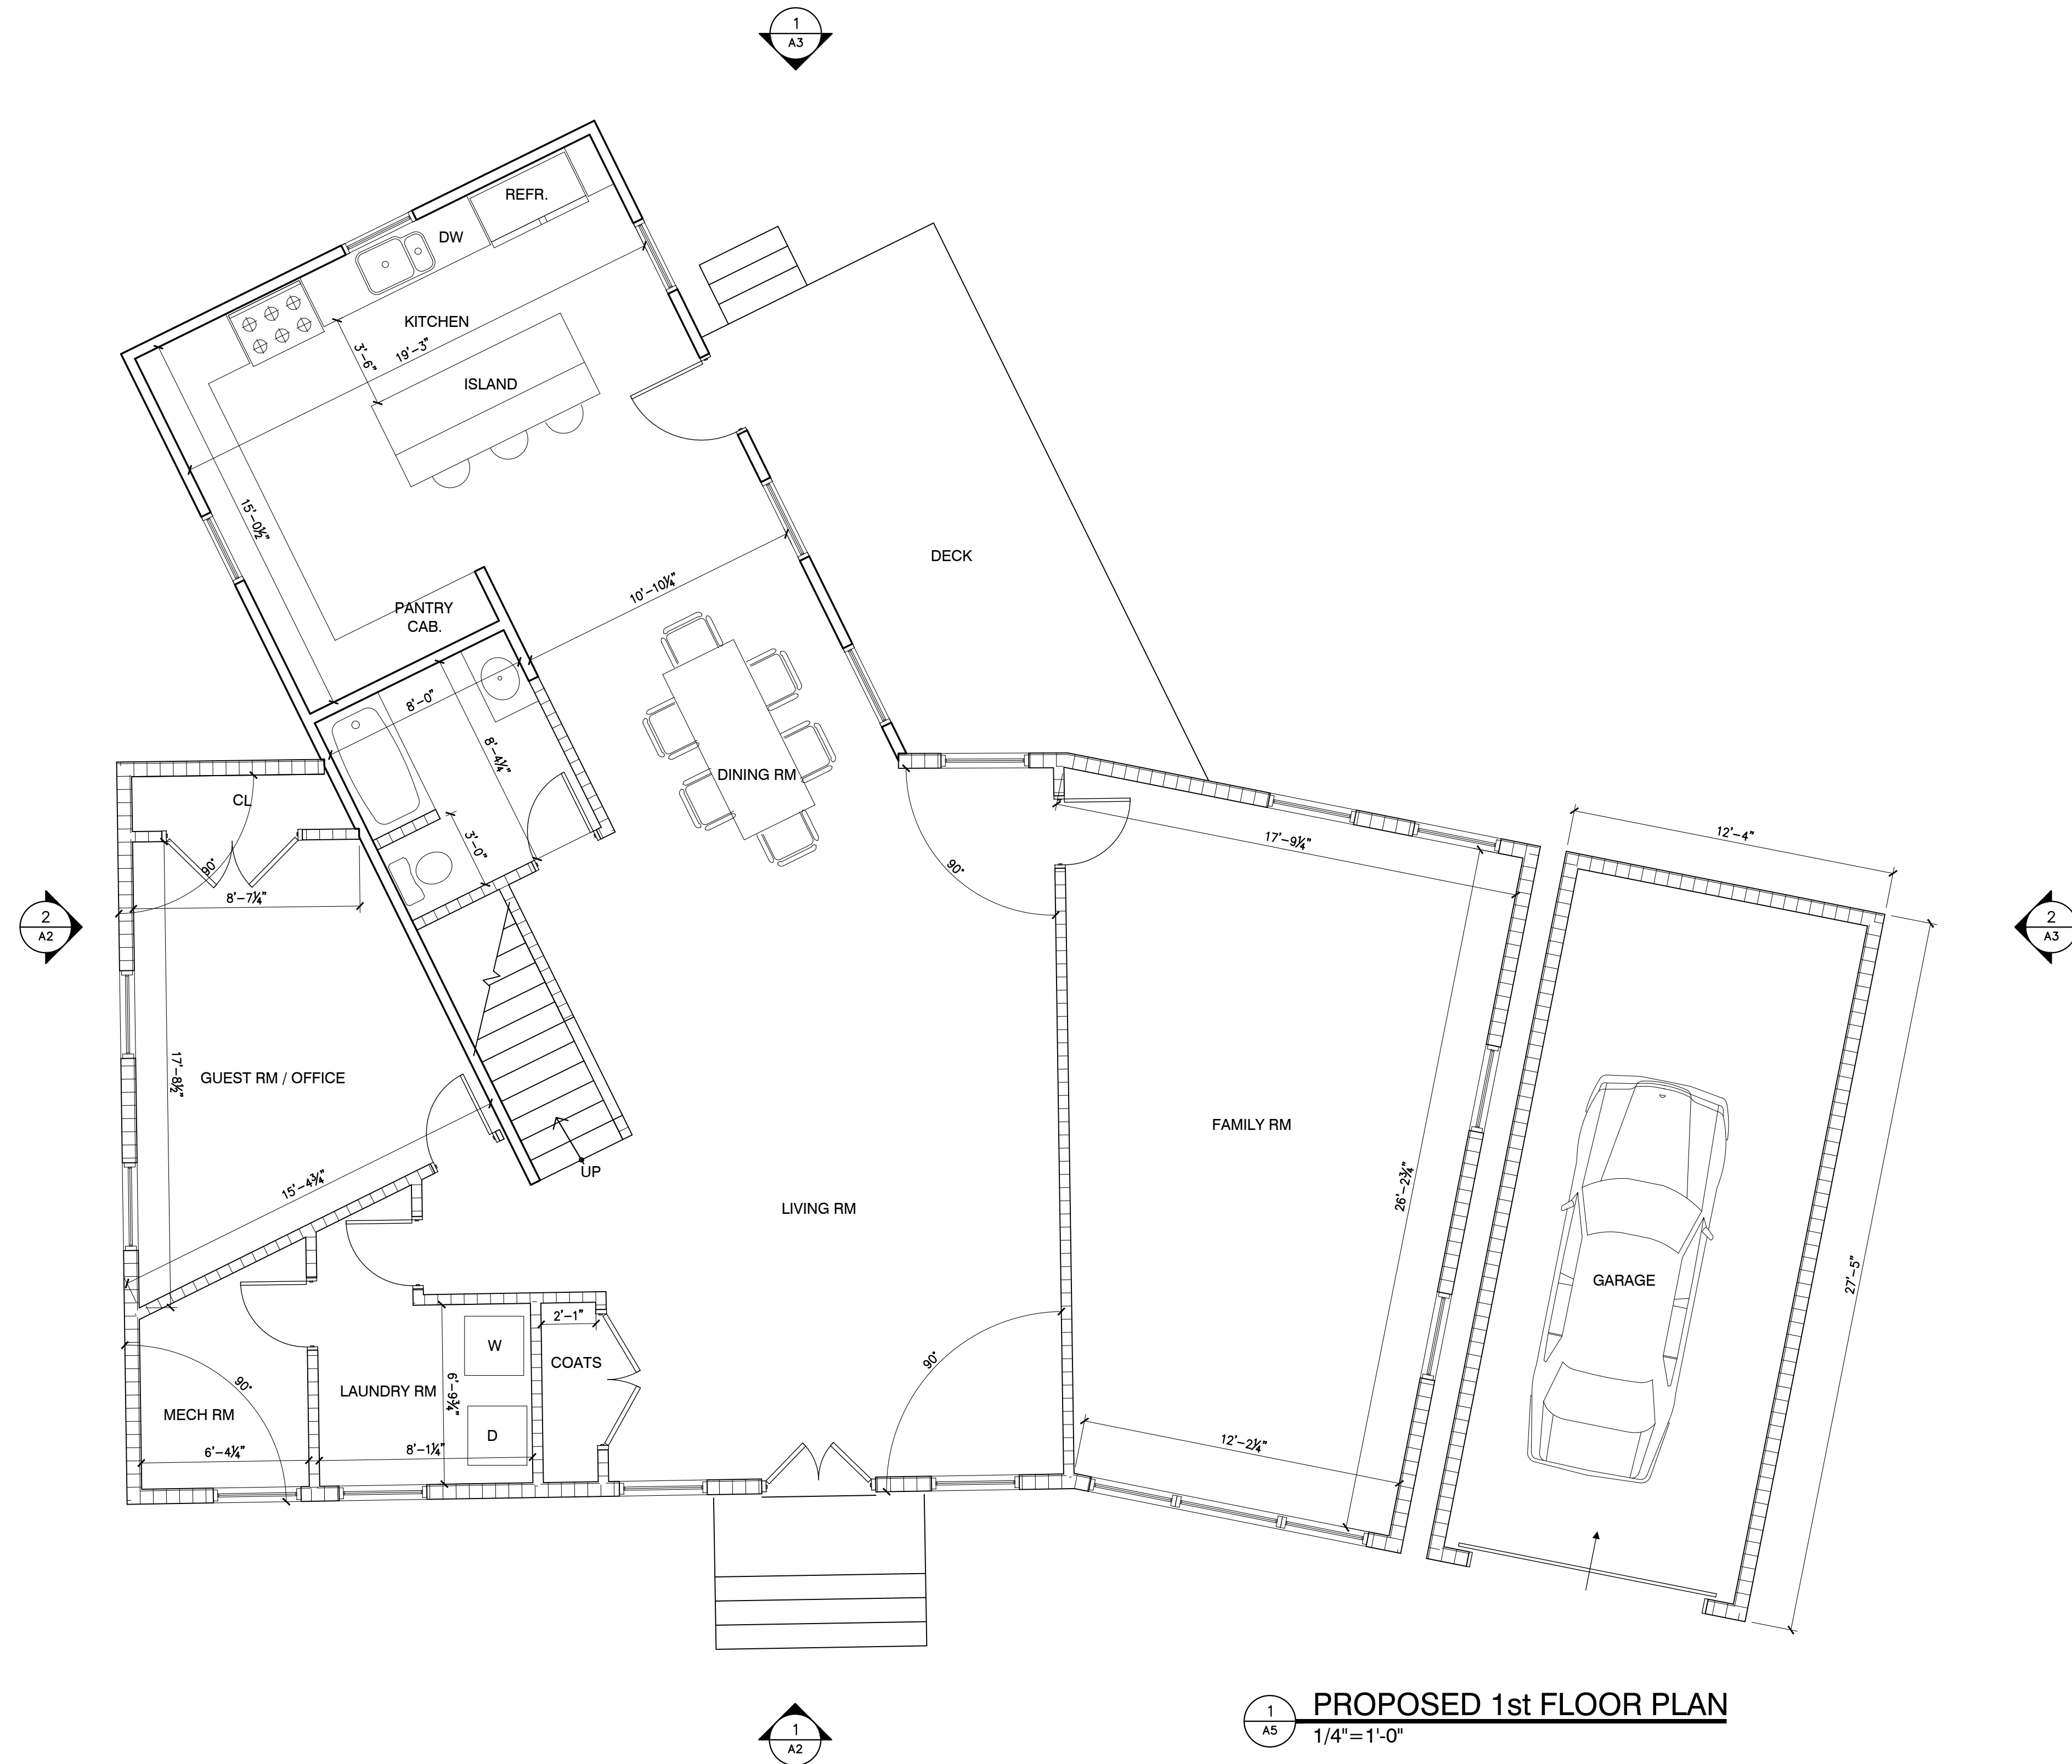 1
A3
REFR.
DW
KITCHEN
3'-6"
19'-3"
ISLAND
15'-0½"
DECK
PANTRY
CAB.
10'-10¼"
8'-0"
8'-4¼"
DINING RM
CL
3'-0"
90°
8'-7¼"
90°
17'-9¼"
12'-4"
2
A2
2
A3
17'-8½"
GUEST RM / OFFICE
FAMILY RM
UP
15'-4¾"
LIVING RM
26'-2¾"
GARAGE
27'-5"
2'-1"
W
COATS
90°
90°
LAUNDRY RM
6'-9¾"
MECH RM
D
6'-4¼"
8'-1¼"
12'-2¼"
1
A5
PROPOSED 1st FLOOR PLAN
1/4"=1'-0"
1
A2